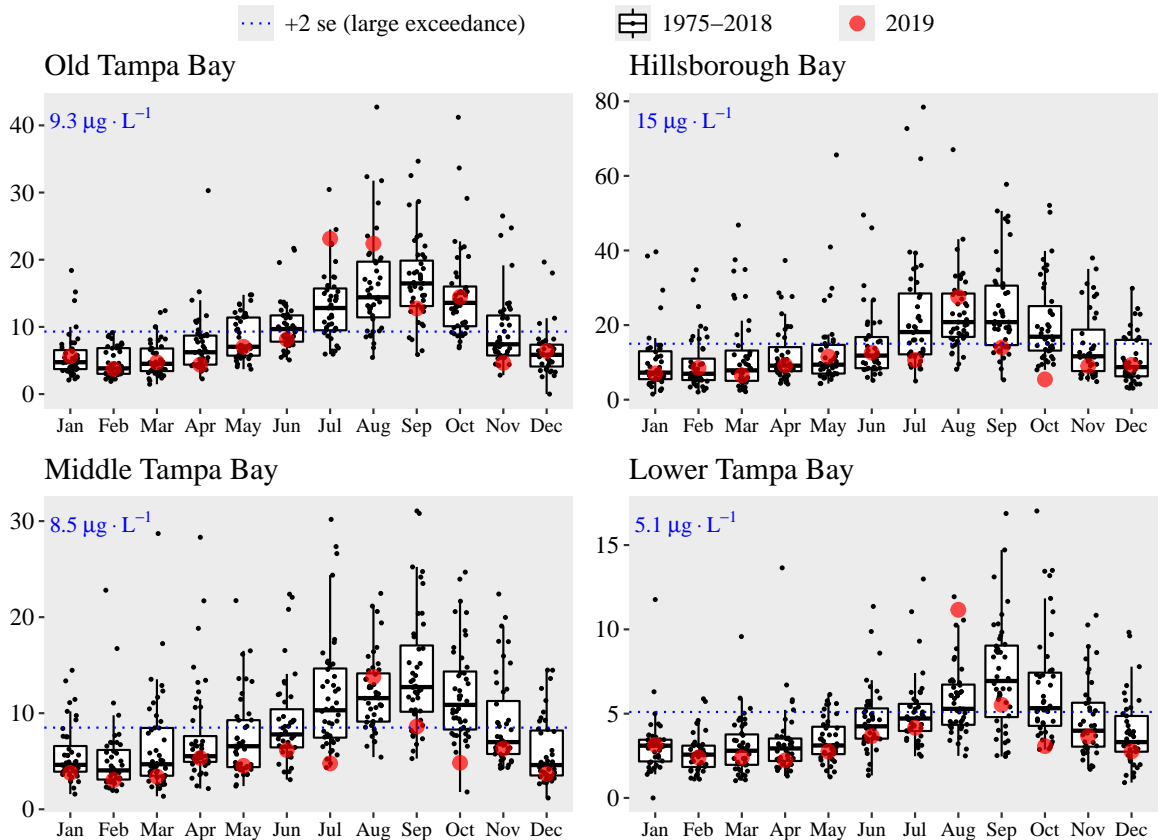 +2 se (large exceedance) 1975–2018 2019
Old Tampa Bay
9.3 μg · L⁻¹
40
30
20
10
0
Jan Feb Mar Apr May Jun Jul Aug Sep Oct Nov Dec
Hillsborough Bay
15 μg · L⁻¹
80
60
40
20
0
Jan Feb Mar Apr May Jun Jul Aug Sep Oct Nov Dec
Middle Tampa Bay
8.5 μg · L⁻¹
30
20
10
0
Jan Feb Mar Apr May Jun Jul Aug Sep Oct Nov Dec
Lower Tampa Bay
5.1 μg · L⁻¹
15
10
5
0
Jan Feb Mar Apr May Jun Jul Aug Sep Oct Nov Dec